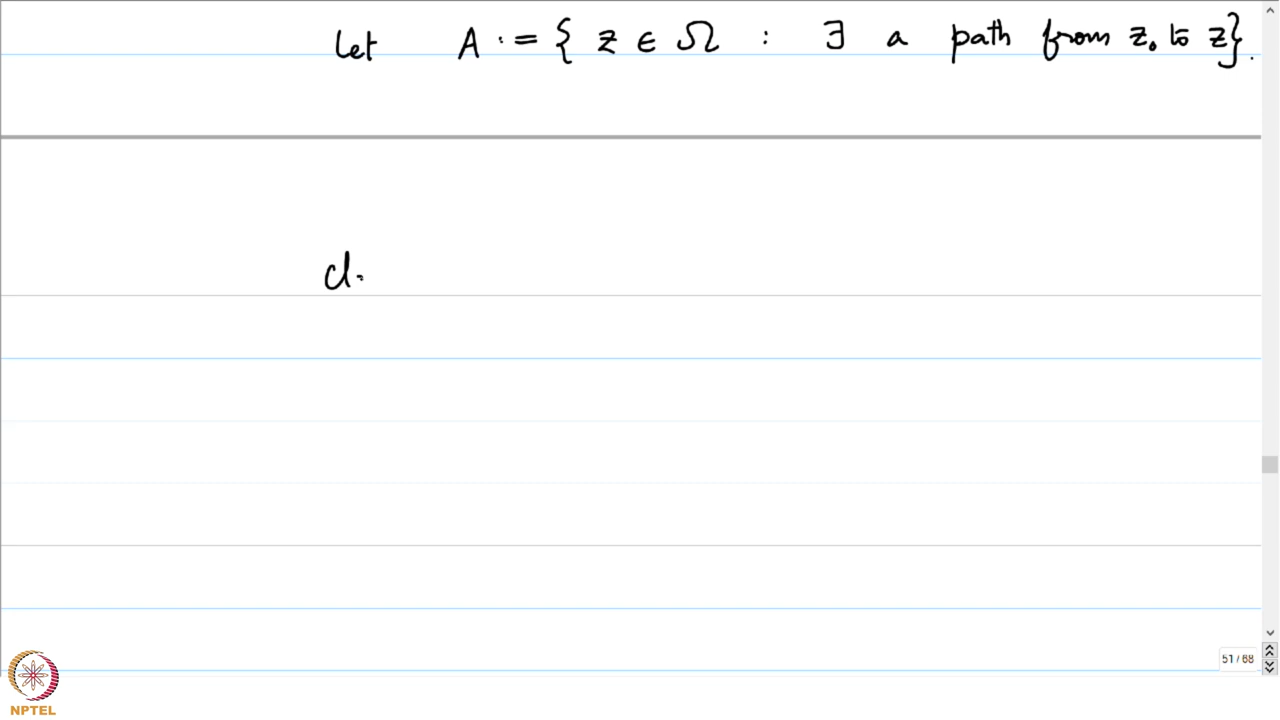 Let A := { z ∈ Ω : ∃ a path from z₀ to z}.
cl
51 / 68
NPTEL